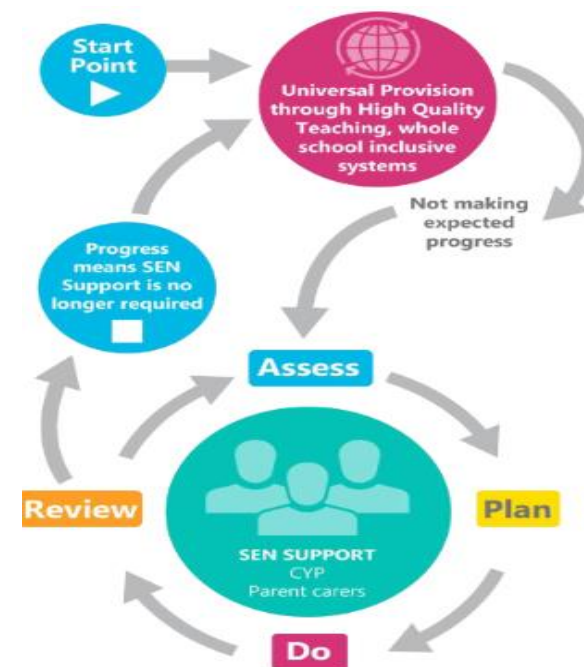 Start
Point
Universal Provision
through High Quality
Teaching, whole
school inclusive
systems
Not making
expected
progress
Progress
means SEN
Support is no
longer required
Assess
Review
Plan
SEN SUPPORT
CYP
Parent carers
Do